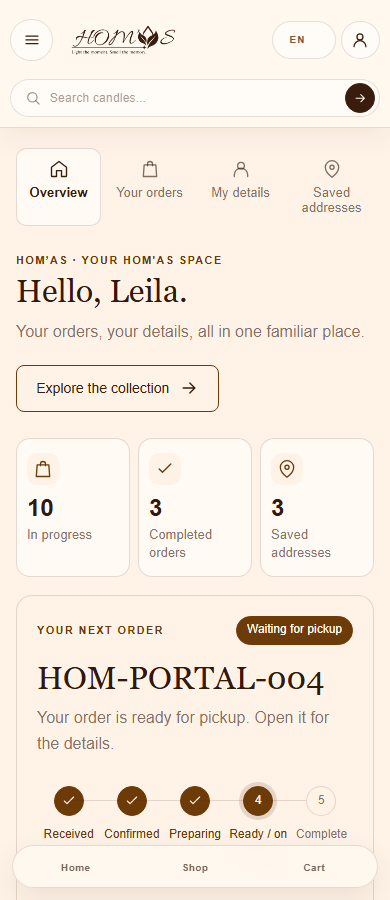 HOM'AS
Light the moment. Smell the memory.
EN
Search candles...
Overview
Your orders
My details
Saved
addresses
HOM'AS · YOUR HOM'AS SPACE
Hello, Leila.
Your orders, your details, all in one familiar place.
Explore the collection
10
In progress
3
Completed
orders
3
Saved
addresses
YOUR NEXT ORDER
Waiting for pickup
HOM-PORTAL-004
Your order is ready for pickup. Open it for
the details.
4
5
Received
Confirmed
Preparing
Ready / on
Complete
Home
Shop
Cart